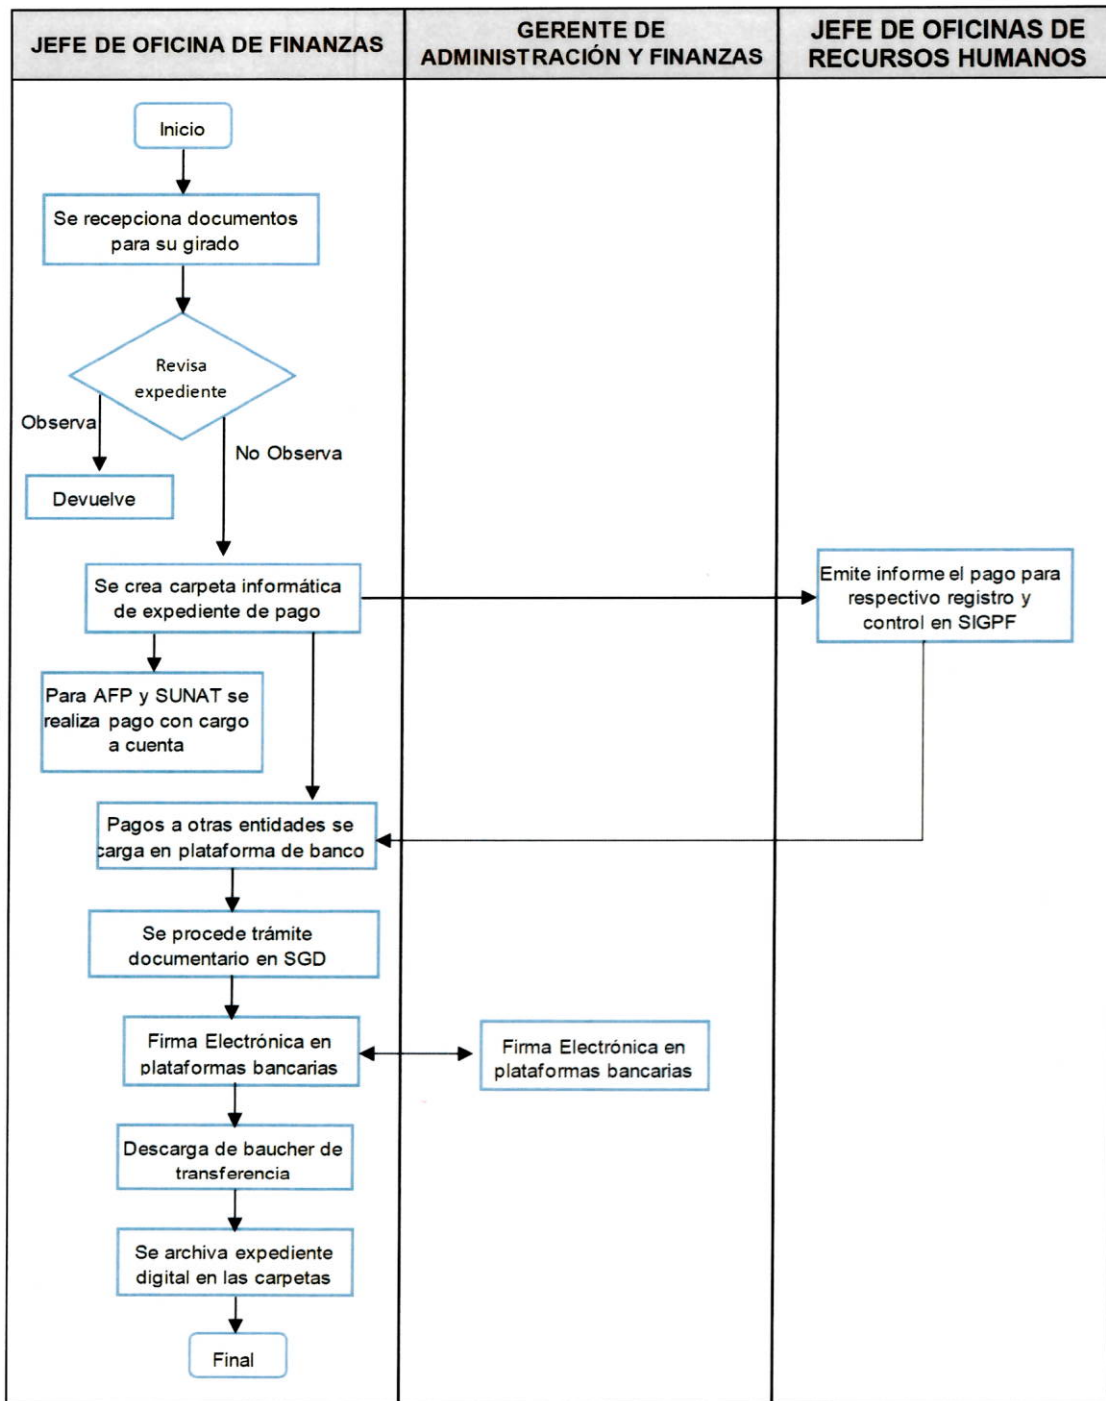 JEFE DE OFICINA DE FINANZAS
GERENTE DE
ADMINISTRACIÓN Y FINANZAS
JEFE DE OFICINAS DE
RECURSOS HUMANOS
Inicio
Se recepciona documentos
para su girado
Revisa
expediente
Observa
No Observa
Devuelve
Se crea carpeta informática
de expediente de pago
Emite informe el pago para
respectivo registro y
control en SIGPF
Para AFP y SUNAT se
realiza pago con cargo
a cuenta
Pagos a otras entidades se
carga en plataforma de banco
Se procede trámite
documentario en SGD
Firma Electrónica en
plataformas bancarias
Firma Electrónica en
plataformas bancarias
Descarga de baucher de
transferencia
Se archiva expediente
digital en las carpetas
Final